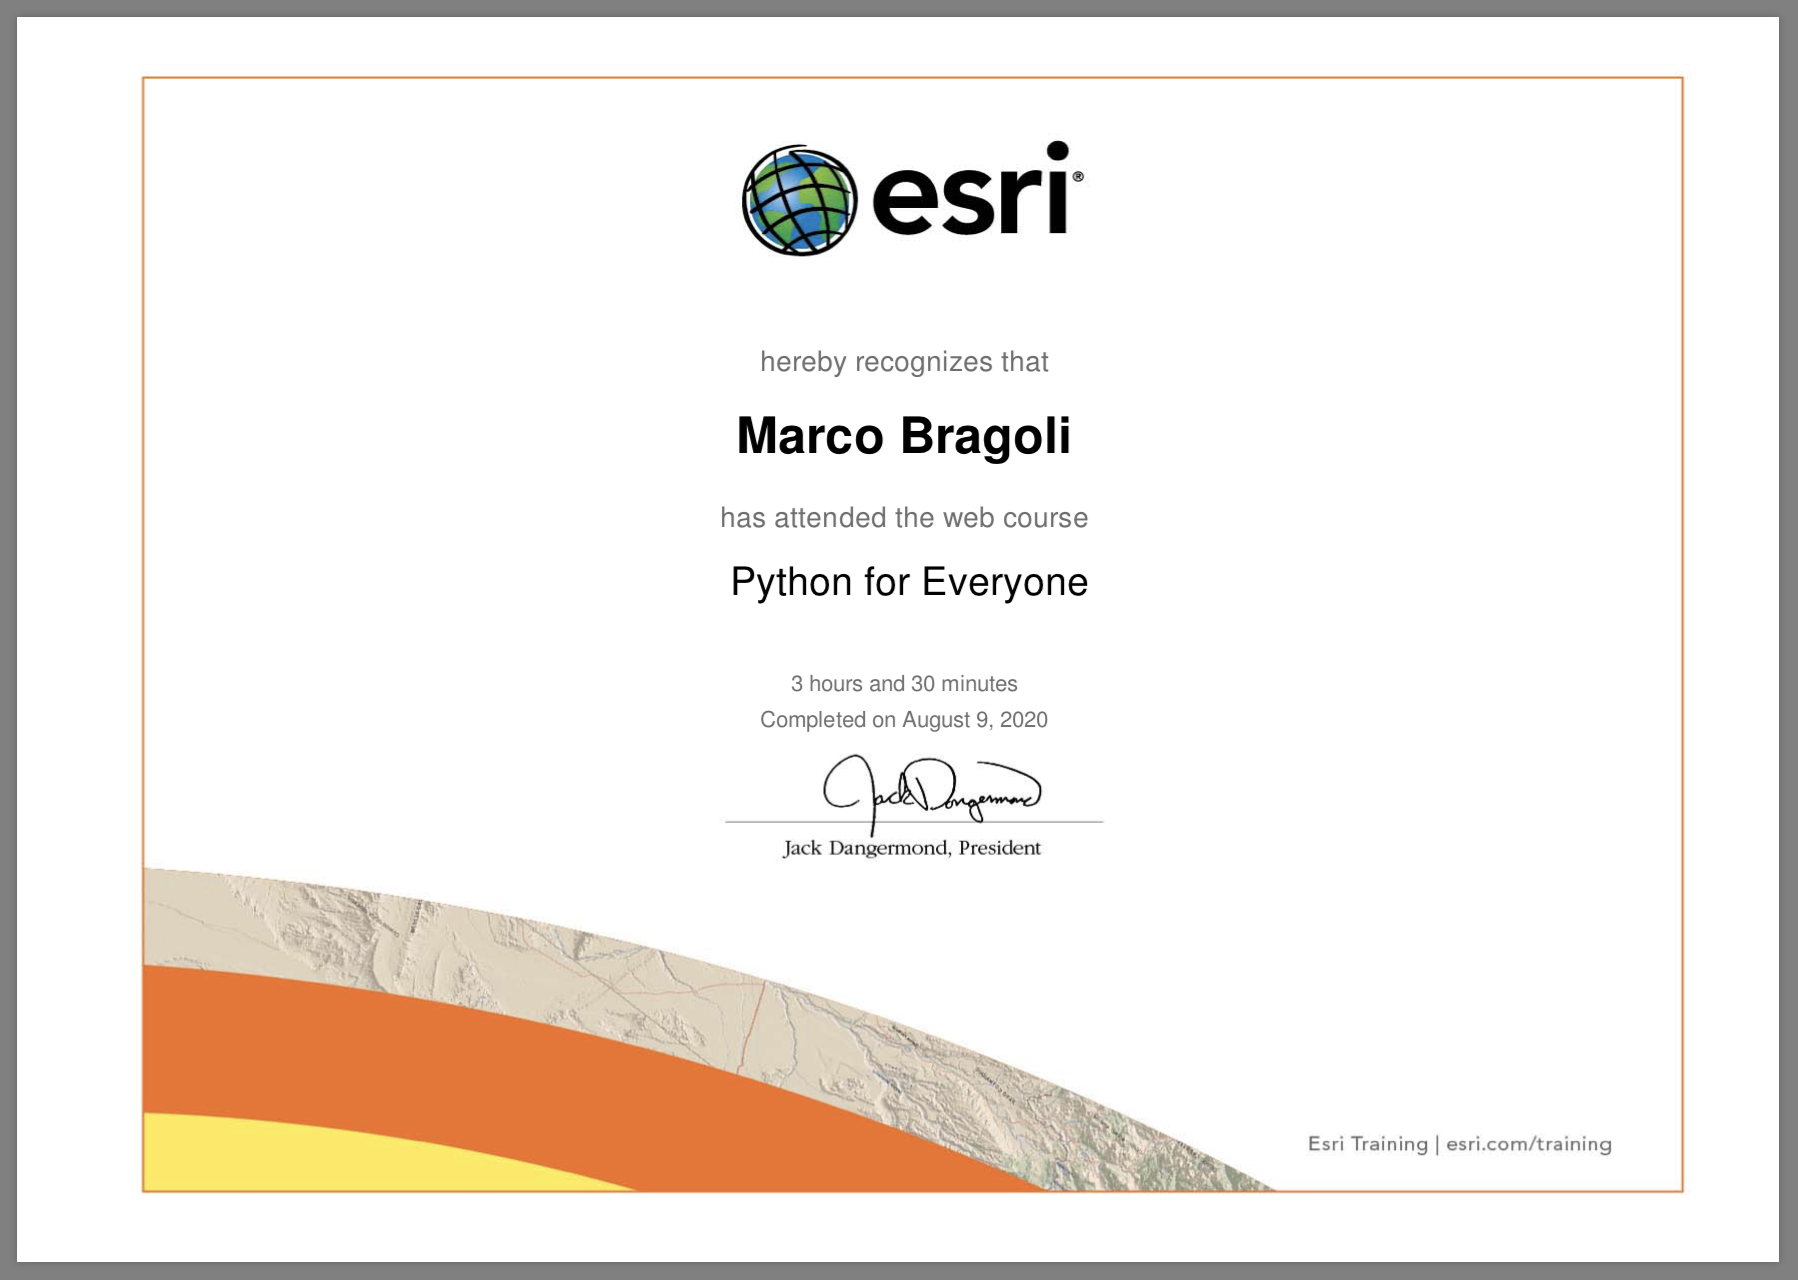 esri®
hereby recognizes that
Marco Bragoli
has attended the web course
Python for Everyone
3 hours and 30 minutes
Completed on August 9, 2020
Jack Dangermond
Jack Dangermond, President
Esri Training | esri.com/training